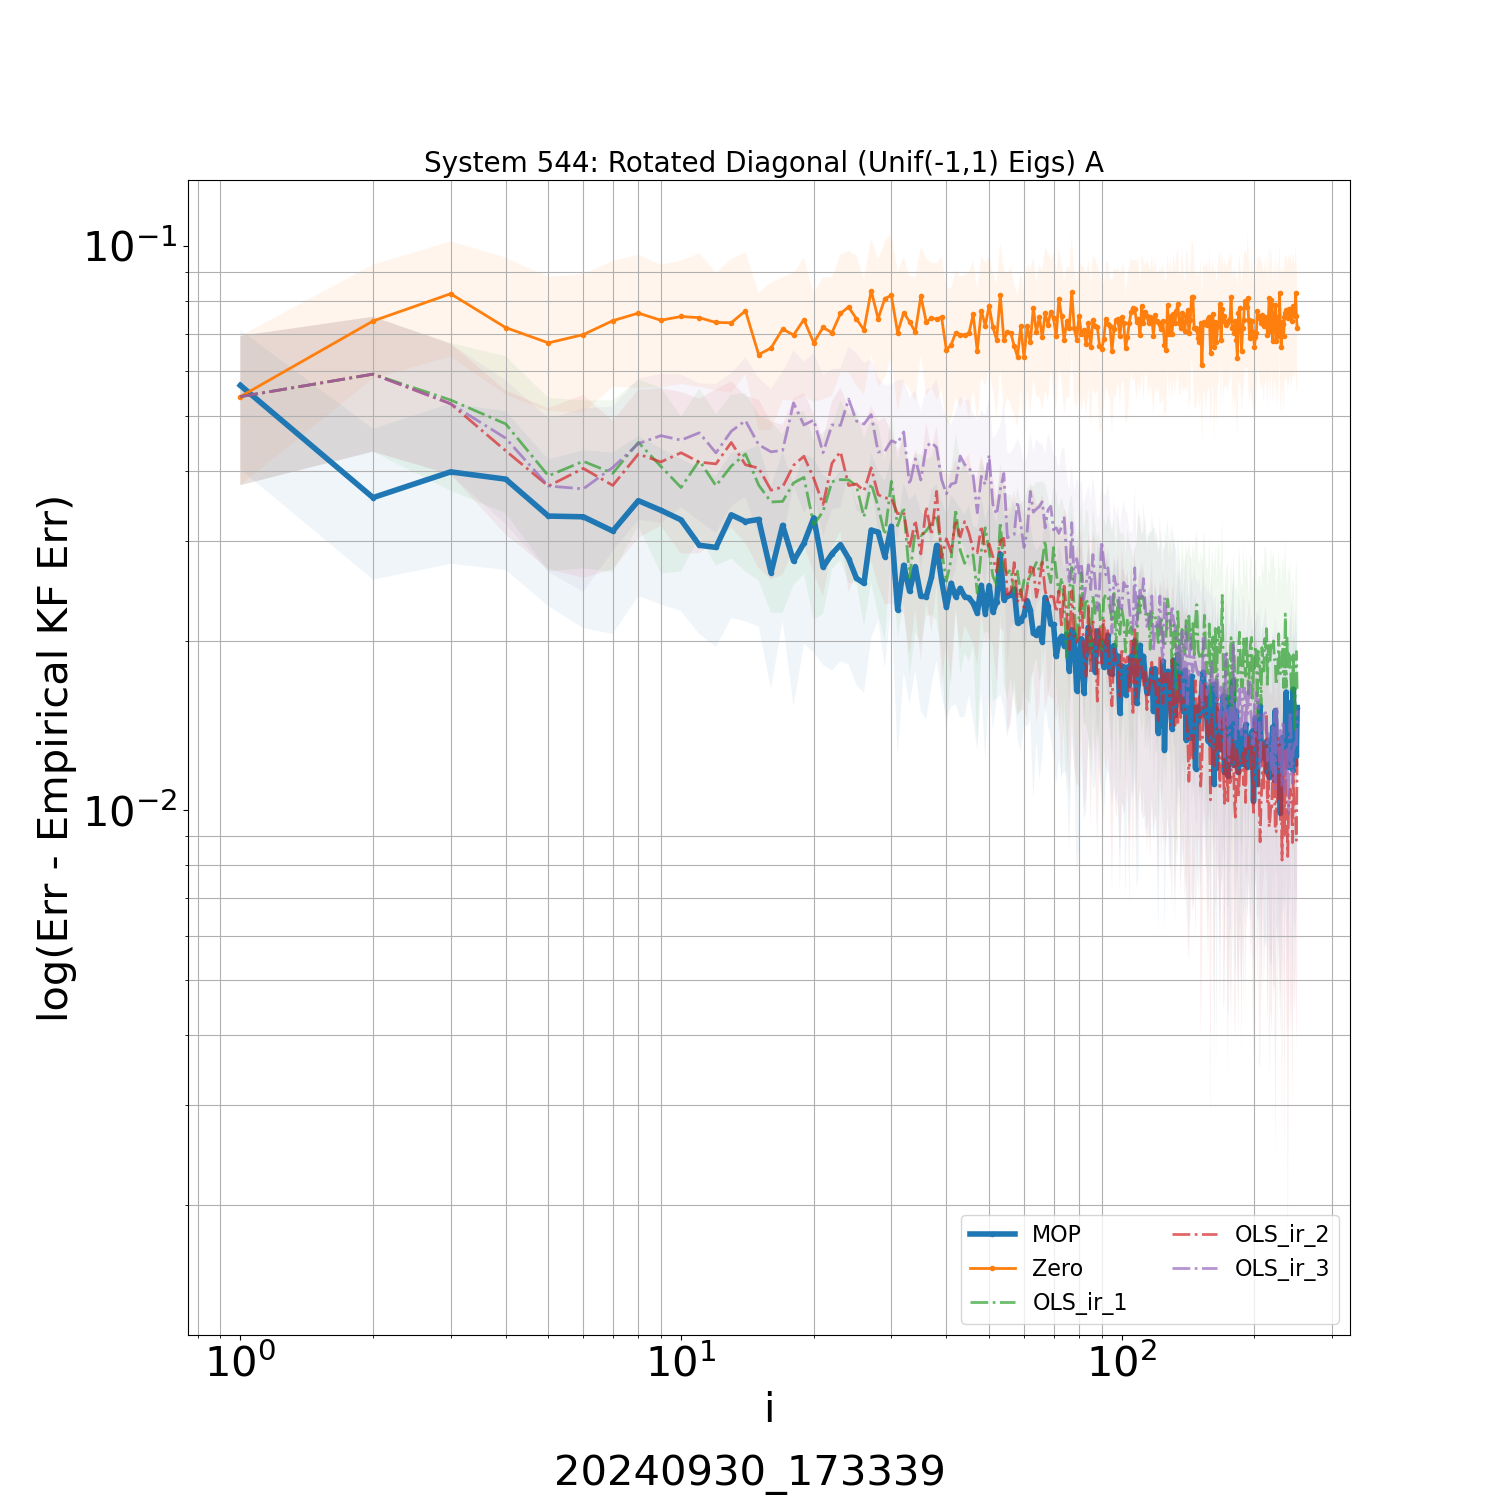 System 544: Rotated Diagonal (Unif(-1,1) Eigs) A
log(Err - Empirical KF Err)
10⁻¹
10⁻²
MOP
Zero
OLS_ir_1
OLS_ir_2
OLS_ir_3
10⁰ 10¹ 10²
i
20240930_173339